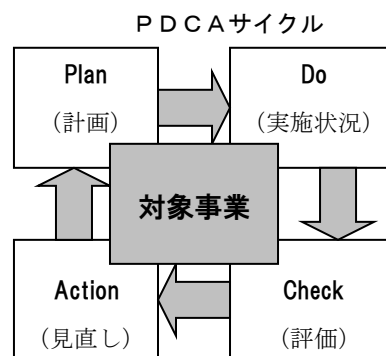 PDCAサイクル
Plan
（計画）
Do
（実施状況）
対象事業
Action
（見直し）
Check
（評価）